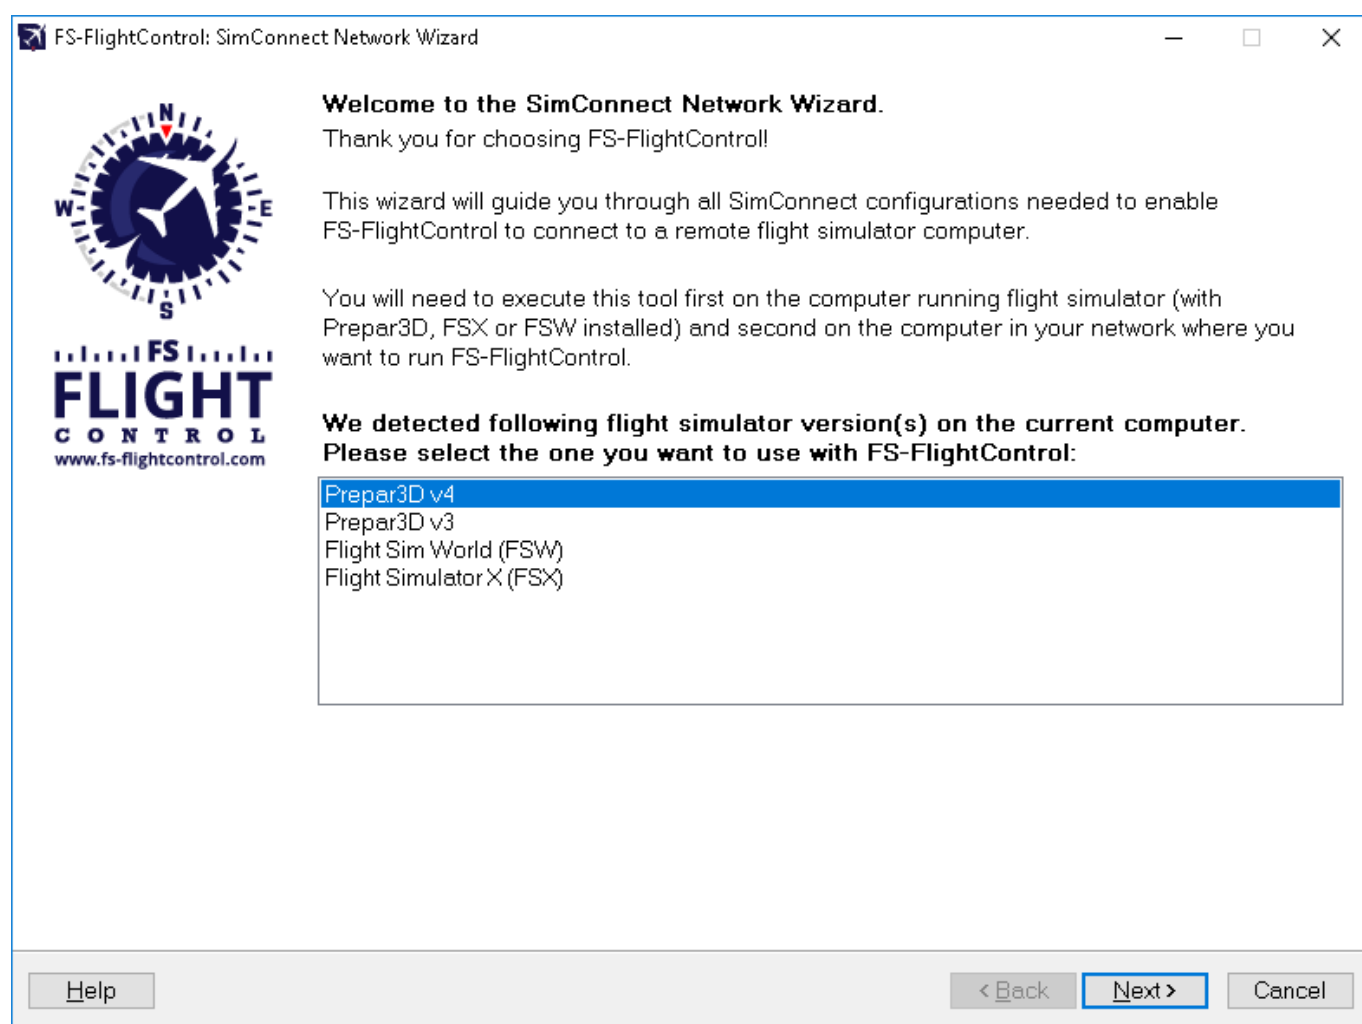 FS-FlightControl: SimConnect Network Wizard
N
W
E
S
FS
FLIGHT
CONTROL
www.fs-flightcontrol.com
Welcome to the SimConnect Network Wizard.
Thank you for choosing FS-FlightControl!
This wizard will guide you through all SimConnect configurations needed to enable
FS-FlightControl to connect to a remote flight simulator computer.
You will need to execute this tool first on the computer running flight simulator (with
Prepar3D, FSX or FSW installed) and second on the computer in your network where you
want to run FS-FlightControl.
We detected following flight simulator version(s) on the current computer.
Please select the one you want to use with FS-FlightControl:
Prepar3D v4
Prepar3D v3
Flight Sim World (FSW)
Flight Simulator X (FSX)
Help
< Back
Next >
Cancel